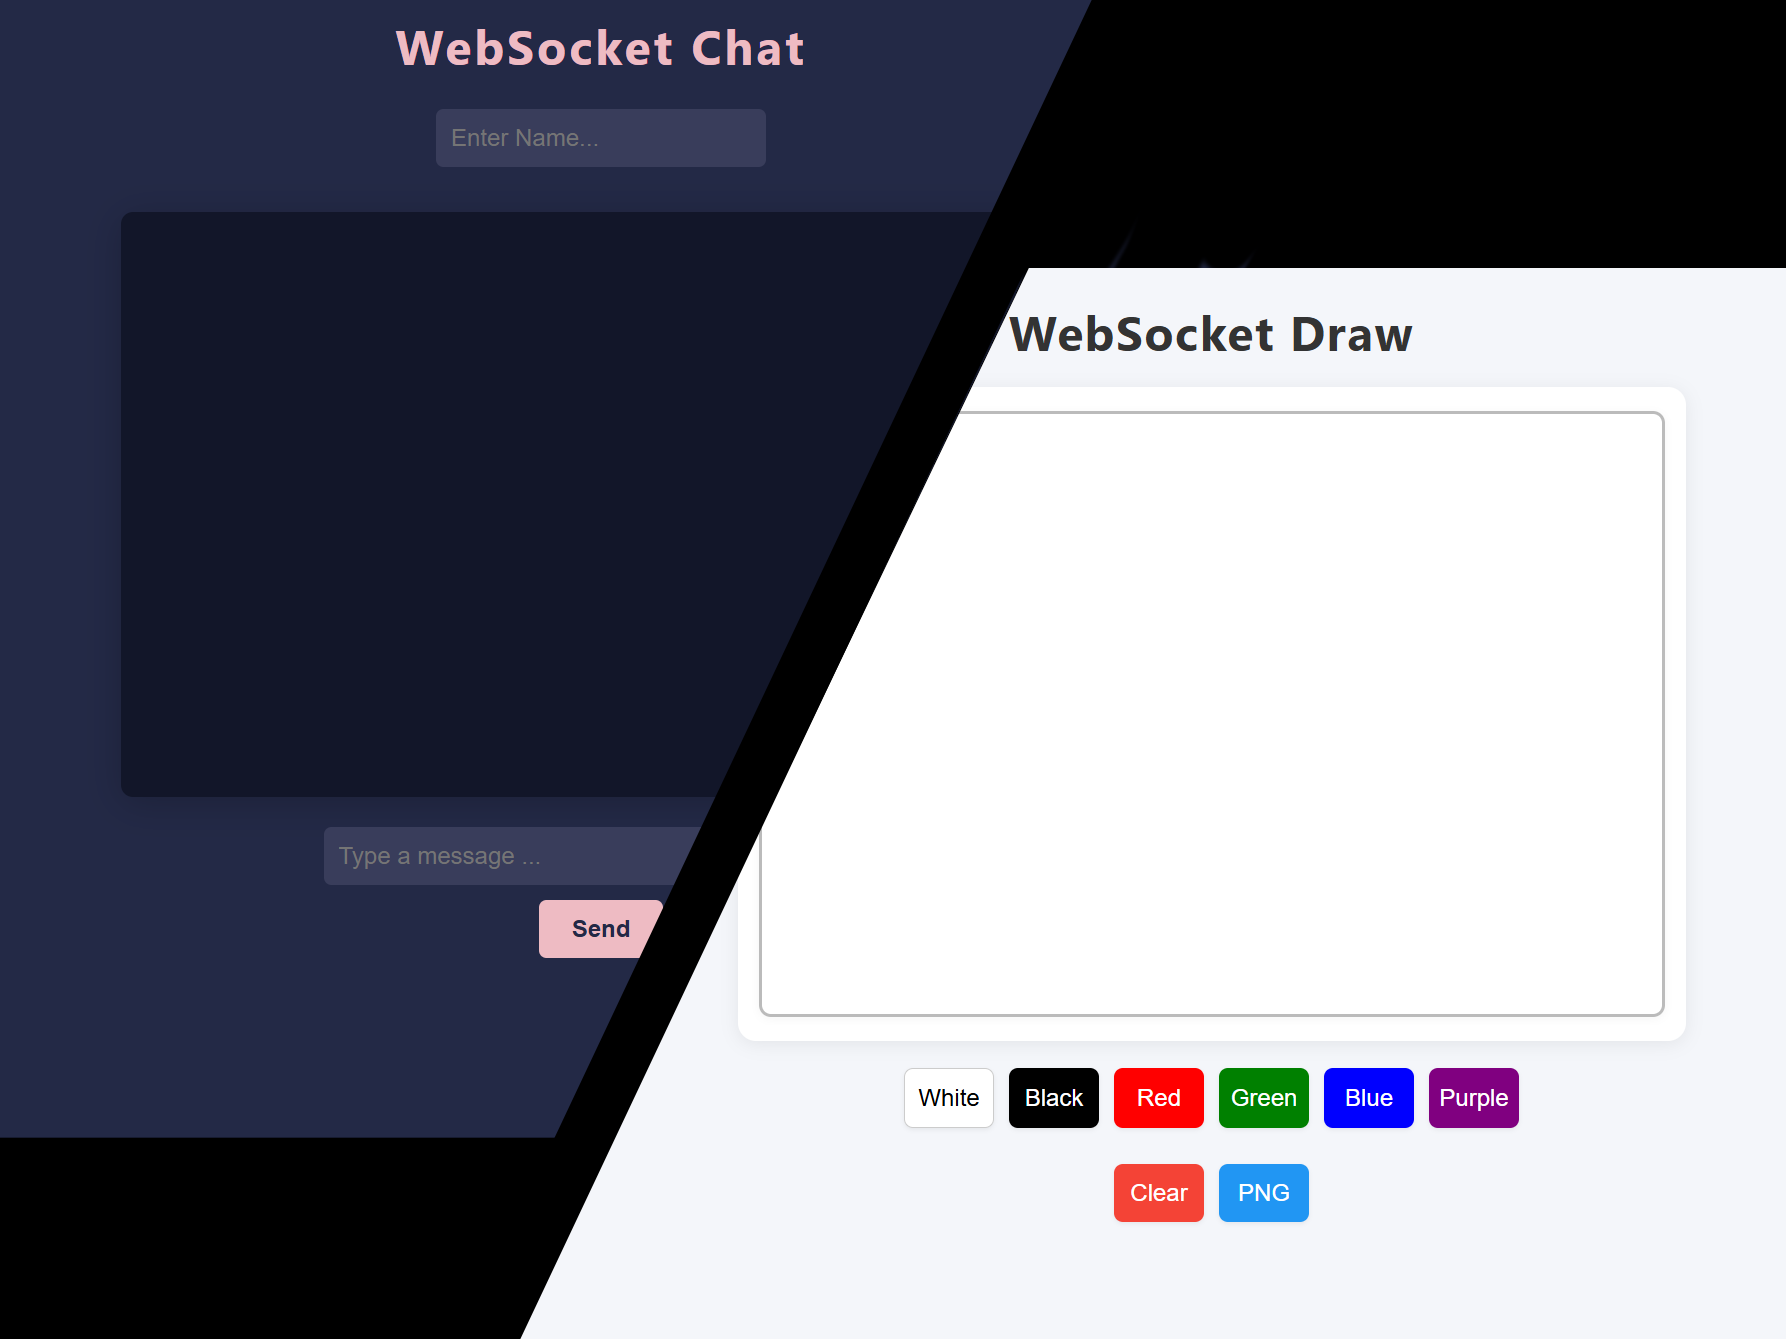 WebSocket Chat
Enter Name...
Type a message ...
Send
WebSocket Draw
White Black Red Green Blue Purple
Clear PNG